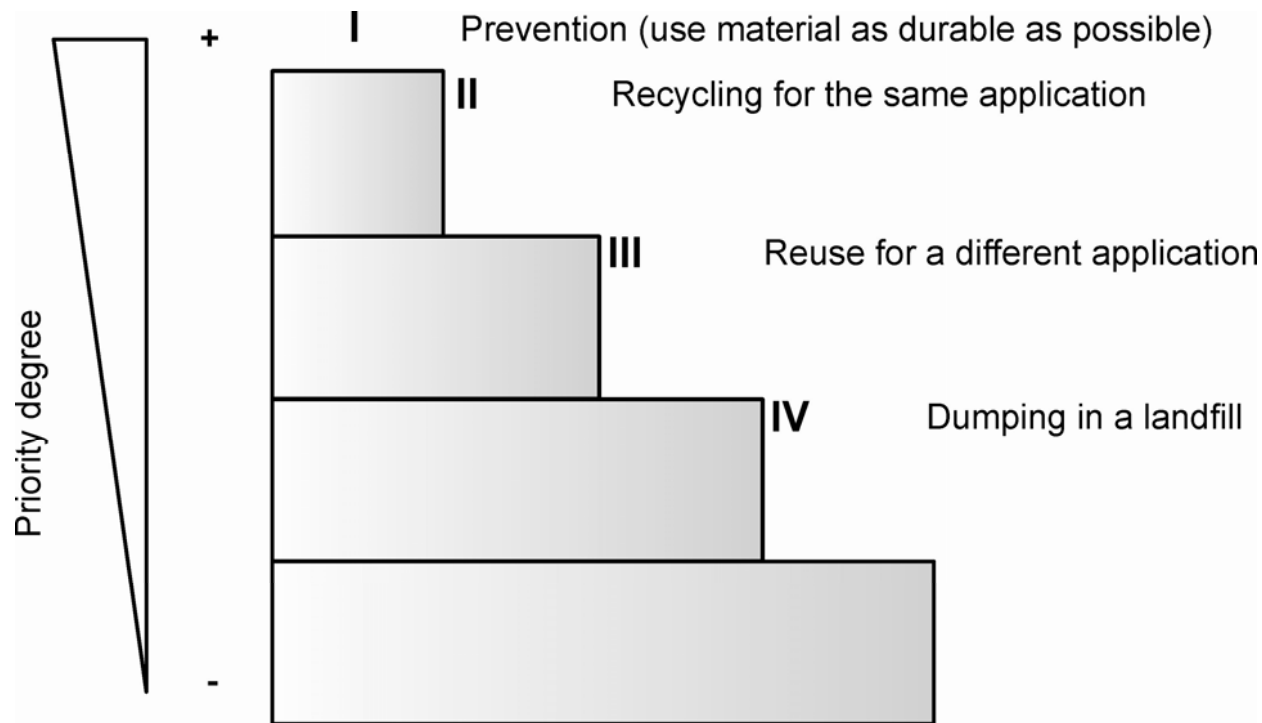 + I Prevention (use material as durable as possible)
II Recycling for the same application
III Reuse for a different application
Priority degree
IV Dumping in a landfill
-